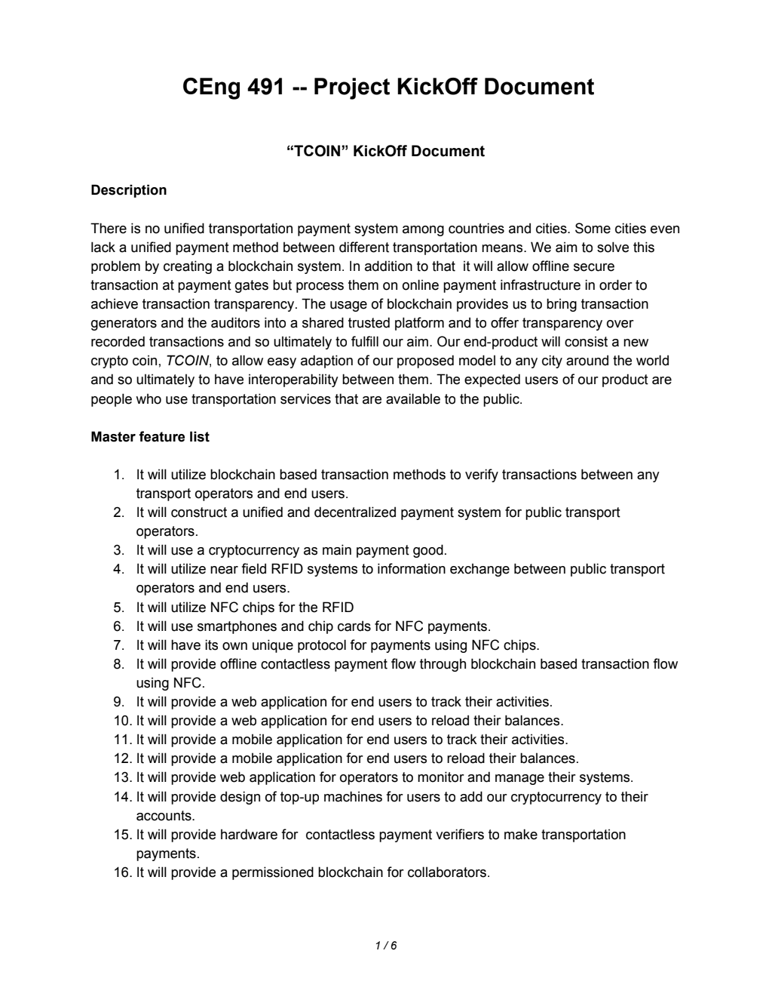 CEng 491 -- Project KickOff Document
“TCOIN” KickOff Document
Description
There is no unified transportation payment system among countries and cities. Some cities even
lack a unified payment method between different transportation means. We aim to solve this
problem by creating a blockchain system. In addition to that  it will allow offline secure
transaction at payment gates but process them on online payment infrastructure in order to
achieve transaction transparency. The usage of blockchain provides us to bring transaction
generators and the auditors into a shared trusted platform and to offer transparency over
recorded transactions and so ultimately to fulfill our aim. Our end-product will consist a new
crypto coin, TCOIN, to allow easy adaption of our proposed model to any city around the world
and so ultimately to have interoperability between them. The expected users of our product are
people who use transportation services that are available to the public.
Master feature list
1. It will utilize blockchain based transaction methods to verify transactions between any
transport operators and end users.
2. It will construct a unified and decentralized payment system for public transport
operators.
3. It will use a cryptocurrency as main payment good.
4. It will utilize near field RFID systems to information exchange between public transport
operators and end users.
5. It will utilize NFC chips for the RFID
6. It will use smartphones and chip cards for NFC payments.
7. It will have its own unique protocol for payments using NFC chips.
8. It will provide offline contactless payment flow through blockchain based transaction flow
using NFC.
9. It will provide a web application for end users to track their activities.
10. It will provide a web application for end users to reload their balances.
11. It will provide a mobile application for end users to track their activities.
12. It will provide a mobile application for end users to reload their balances.
13. It will provide web application for operators to monitor and manage their systems.
14. It will provide design of top-up machines for users to add our cryptocurrency to their
accounts.
15. It will provide hardware for  contactless payment verifiers to make transportation
payments.
16. It will provide a permissioned blockchain for collaborators.
1 / 6